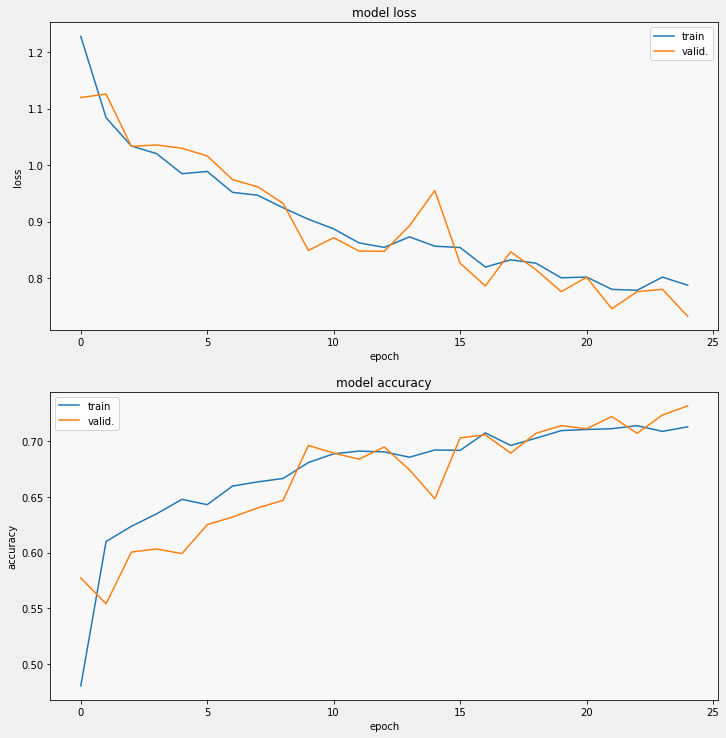 model loss
train
valid.
1.2
1.1
1.0
0.9
0.8
loss
0 5 10 15 20 25
epoch
model accuracy
train
valid.
0.70
0.65
0.60
0.55
0.50
accuracy
0 5 10 15 20 25
epoch